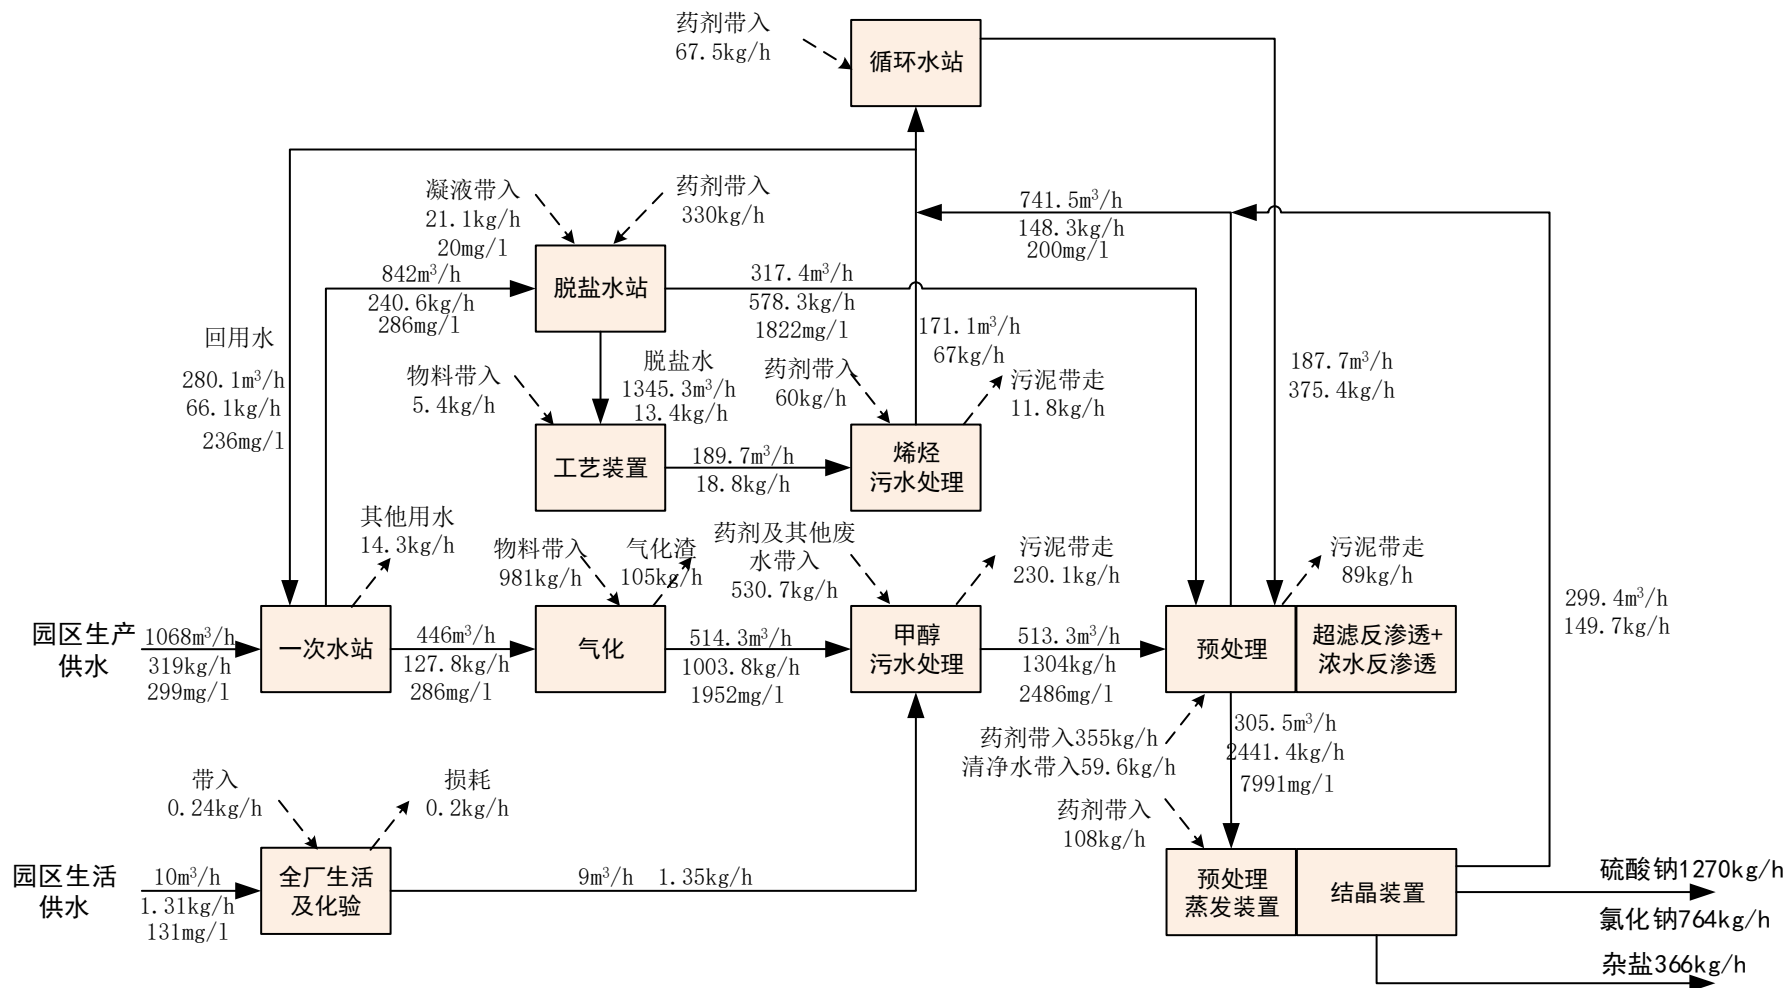 药剂带入
67.5kg/h
循环水站
凝液带入
21.1kg/h
20mg/l
药剂带入
330kg/h
741.5m³/h
148.3kg/h
200mg/l
842m³/h
240.6kg/h
286mg/l
脱盐水站
317.4m³/h
578.3kg/h
1822mg/l
171.1m³/h
67kg/h
187.7m³/h
375.4kg/h
回用水
280.1m³/h
66.1kg/h
236mg/l
物料带入
5.4kg/h
脱盐水
1345.3m³/h
13.4kg/h
药剂带入
60kg/h
污泥带走
11.8kg/h
工艺装置
189.7m³/h
18.8kg/h
烯烃
污水处理
其他用水
14.3kg/h
物料带入
981kg/h
气化渣
105kg/h
药剂及其他废
水带入
530.7kg/h
污泥带走
230.1kg/h
污泥带走
89kg/h
299.4m³/h
149.7kg/h
园区生产
供水
1068m³/h
319kg/h
299mg/l
一次水站
446m³/h
127.8kg/h
286mg/l
气化
514.3m³/h
1003.8kg/h
1952mg/l
甲醇
污水处理
513.3m³/h
1304kg/h
2486mg/l
预处理
超滤反渗透+
浓水反渗透
药剂带入355kg/h
清净水带入59.6kg/h
305.5m³/h
2441.4kg/h
7991mg/l
带入
0.24kg/h
损耗
0.2kg/h
药剂带入
108kg/h
园区生活
供水
10m³/h
1.31kg/h
131mg/l
全厂生活
及化验
9m³/h 1.35kg/h
预处理
蒸发装置
结晶装置
硫酸钠1270kg/h
氯化钠764kg/h
杂盐366kg/h